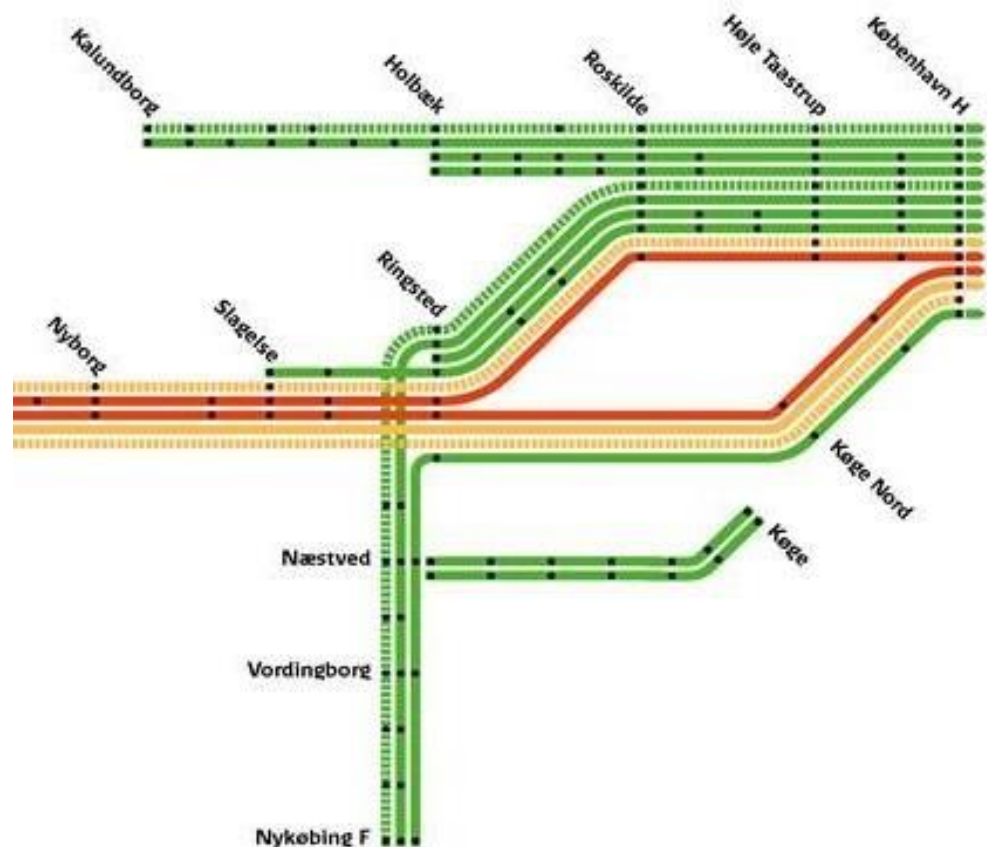 Kalundborg
Holbæk
Roskilde
Høje Taastrup
København H
Ringsted
Slagelse
Nyborg
Køge Nord
Køge
Næstved
Vordingborg
Nykøbing F